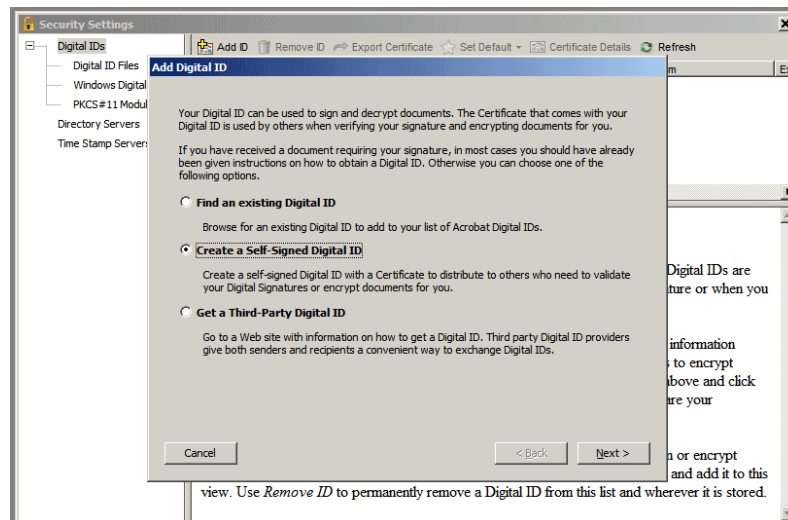 Security Settings
Digital IDs
Digital ID Files
Windows Digital
PKCS#11 Modul
Directory Servers
Time Stamp Server
Add ID Remove ID Export Certificate Set Default Certificate Details Refresh
Add Digital ID
Your Digital ID can be used to sign and decrypt documents. The Certificate that comes with your
Digital ID is used by others when verifying your signature and encrypting documents for you.
If you have received a document requiring your signature, in most cases you should have already
been given instructions on how to obtain a Digital ID. Otherwise you can choose one of the
following options.
Find an existing Digital ID
Browse for an existing Digital ID to add to your list of Acrobat Digital IDs.
Create a Self-Signed Digital ID
Create a self-signed Digital ID with a Certificate to distribute to others who need to validate
your Digital Signatures or encrypt documents for you.
Get a Third-Party Digital ID
Go to a Web site with information on how to get a Digital ID. Third party Digital ID providers
give both senders and recipients a convenient way to exchange Digital IDs.
Cancel
< Back
Next >
Digital IDs are
ture or when you
information
to encrypt
above and click
re your
n or encrypt
and add it to this
view. Use Remove ID to permanently remove a Digital ID from this list and wherever it is stored.